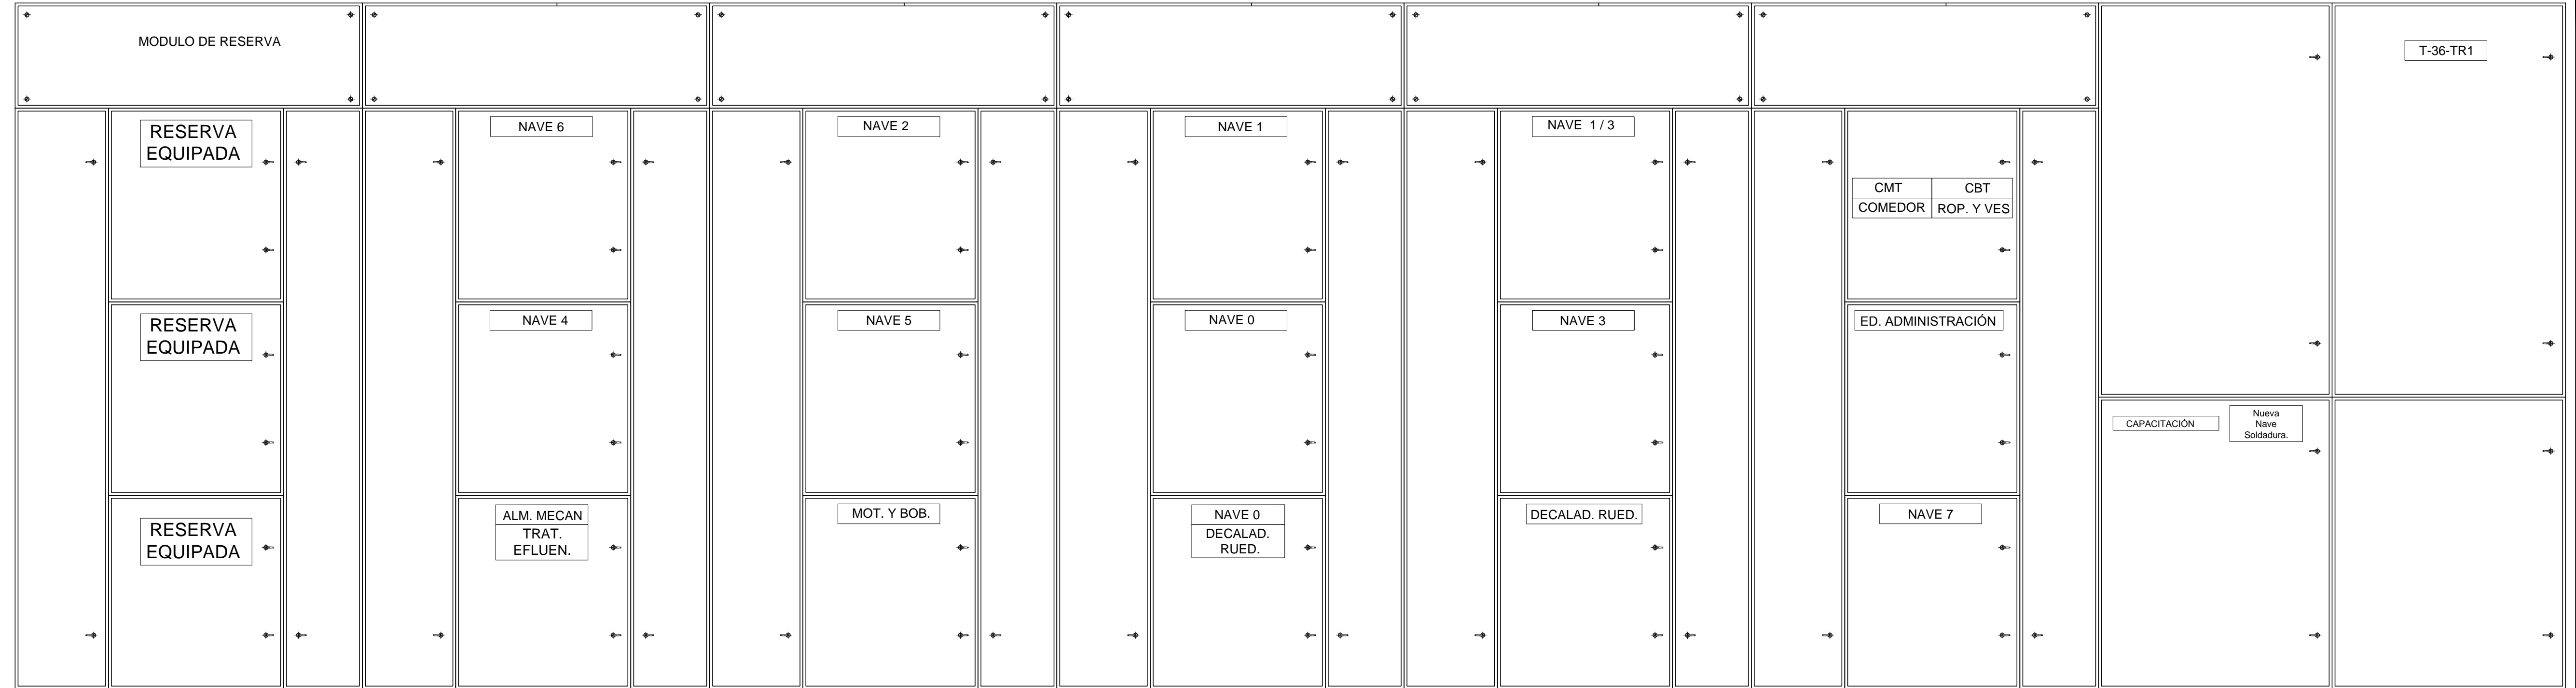 MODULO DE RESERVA
T-36-TR1
RESERVA
EQUIPADA
NAVE 6
NAVE 2
NAVE 1
NAVE 1 / 3
CMT
CBT
COMEDOR
ROP. Y VES
RESERVA
EQUIPADA
NAVE 4
NAVE 5
NAVE 0
NAVE 3
ED. ADMINISTRACIÓN
CAPACITACIÓN
Nueva
Nave
Soldadura.
RESERVA
EQUIPADA
ALM. MECAN
TRAT.
EFLUEN.
MOT. Y BOB.
NAVE 0
DECALAD.
RUED.
DECALAD. RUED.
NAVE 7